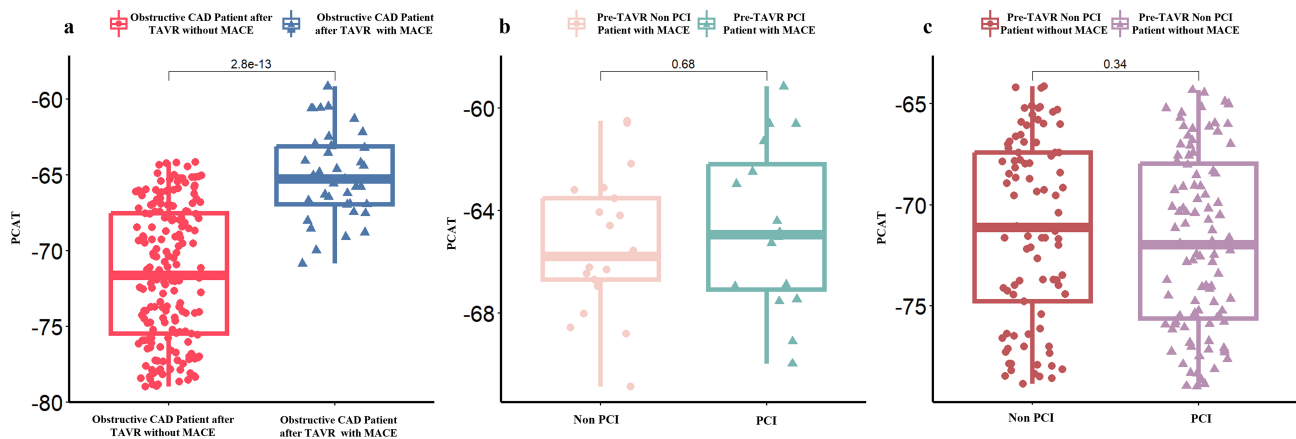 a
Obstructive CAD Patient after
TAVR without MACE
Obstructive CAD Patient
after TAVR with MACE
2.8e-13
PCAT
-60
-65
-70
-75
-80
Obstructive CAD Patient after
TAVR without MACE
Obstructive CAD Patient
after TAVR with MACE
b
Pre-TAVR Non PCI
Patient with MACE
Pre-TAVR PCI
Patient with MACE
0.68
PCAT
-60
-64
-68
Non PCI
PCI
c
Pre-TAVR Non PCI
Patient without MACE
Pre-TAVR Non PCI
Patient without MACE
0.34
PCAT
-65
-70
-75
Non PCI
PCI